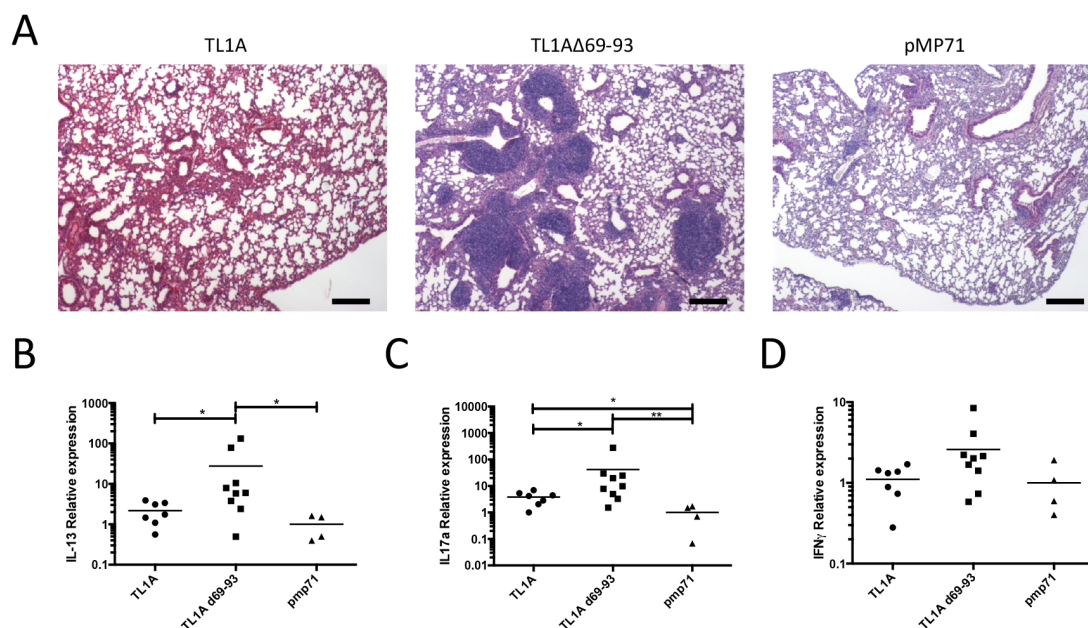 A
TL1A
TL1AΔ69-93
pMP71
B
IL-13 Relative expression
1000
100
10
1
0.1
*
*
TL1A
TL1A d69-93
pmp71
C
IL17a Relative expression
10000
1000
100
10
1
0.1
0.01
*
*
**
TL1A
TL1A d69-93
pmp71
D
IFNγ Relative expression
10
1
0.1
TL1A
TL1A d69-93
pmp71